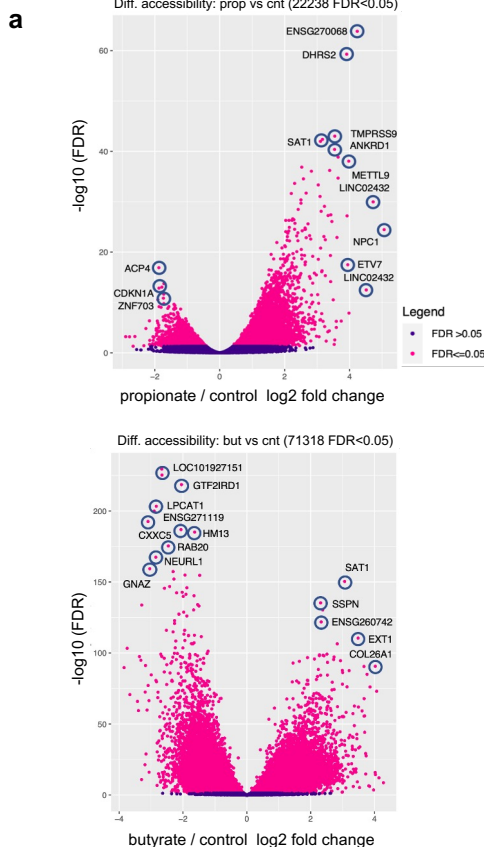 a
Diff. accessibility: prop vs cnt (22238 FDR<0.05)
-log10 (FDR)
60
40
20
0
ENSG270068
DHRS2
TMPRSS9
SAT1
ANKRD1
METTL9
LINC02432
NPC1
ETV7
LINC02432
ACP4
CDKN1A
ZNF703
−2
0
2
4
propionate / control log2 fold change
Legend
FDR >0.05
FDR<=0.05
Diff. accessibility: but vs cnt (71318 FDR<0.05)
-log10 (FDR)
200
150
100
50
0
LOC101927151
GTF2IRD1
LPCAT1
ENSG271119
CXXC5
HM13
RAB20
NEURL1
GNAZ
SAT1
SSPN
ENSG260742
EXT1
COL26A1
−4
−2
0
2
4
butyrate / control log2 fold change